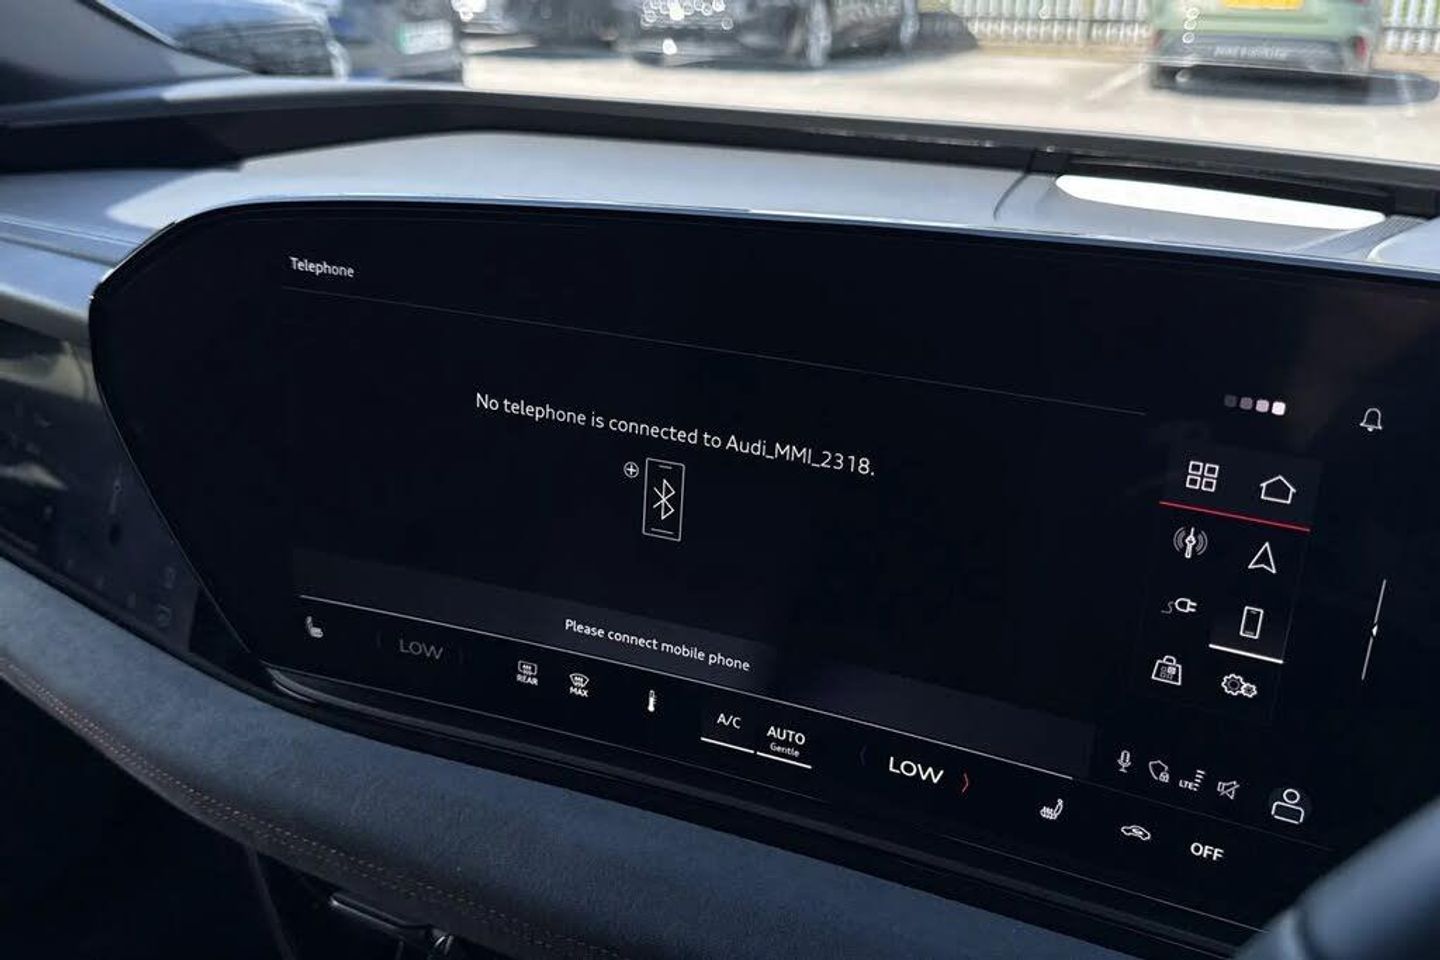 Telephone
No telephone is connected to Audi_MMI_2318.
Please connect mobile phone
LOW
REAR
MAX
A/C
AUTO
Gentle
LOW
LTE
OFF